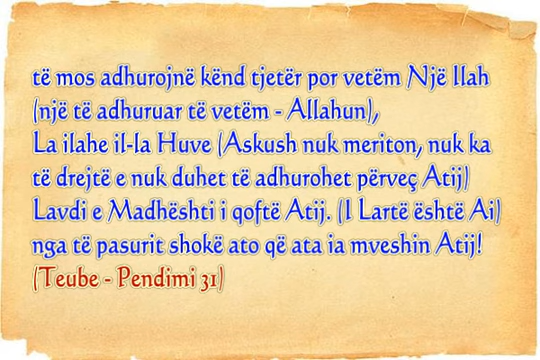 të mos adhurojnë kënd tjetër por vetëm Një Ilah
(një të adhuruar të vetëm - Allahun),
La ilahe il-la Huve (Askush nuk meriton, nuk ka
të drejtë e nuk duhet të adhurohet përveç Atij)
Lavdi e Madhështi i qoftë Atij. (I Lartë është Ai)
nga të pasurit shokë ato që ata ia mveshin Atij!
(Teube - Pendimi 31)